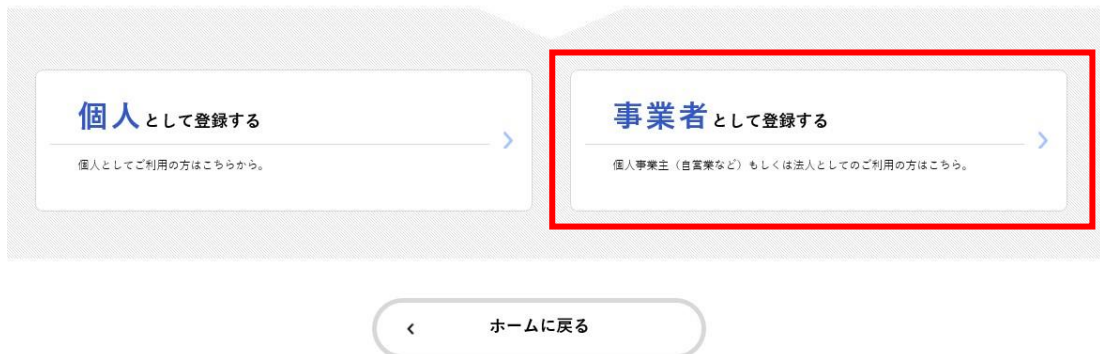 個人として登録する
個人としてご利用の方はこちらから。
事業者として登録する
個人事業主（自営業など）もしくは法人としてのご利用の方はこちら。
ホームに戻る